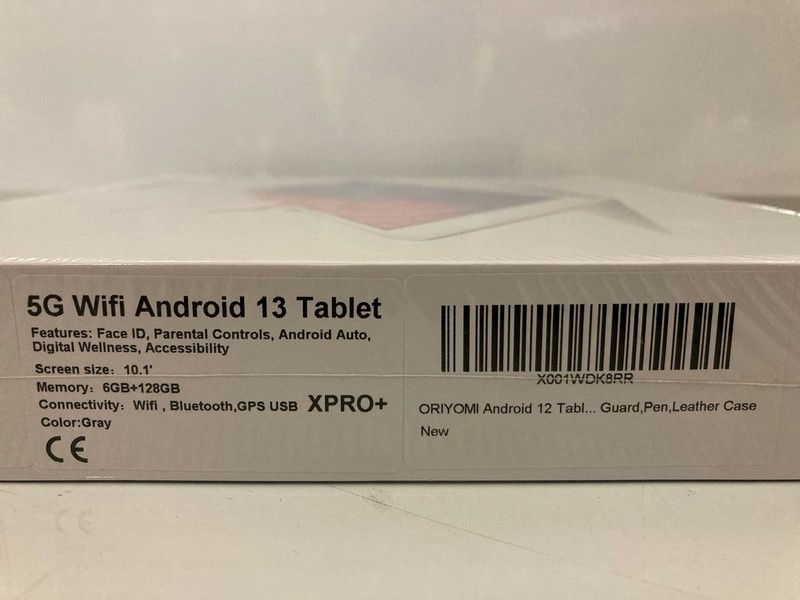 5G Wifi Android 13 Tablet
Features: Face ID, Parental Controls, Android Auto,
Digital Wellness, Accessibility
Screen size: 10.1'
Memory: 6GB+128GB
Connectivity: Wifi , Bluetooth,GPS USB XPRO+
Color:Gray
CE
X001WDK8RR
ORIYOMI Android 12 Tabl... Guard,Pen,Leather Case
New